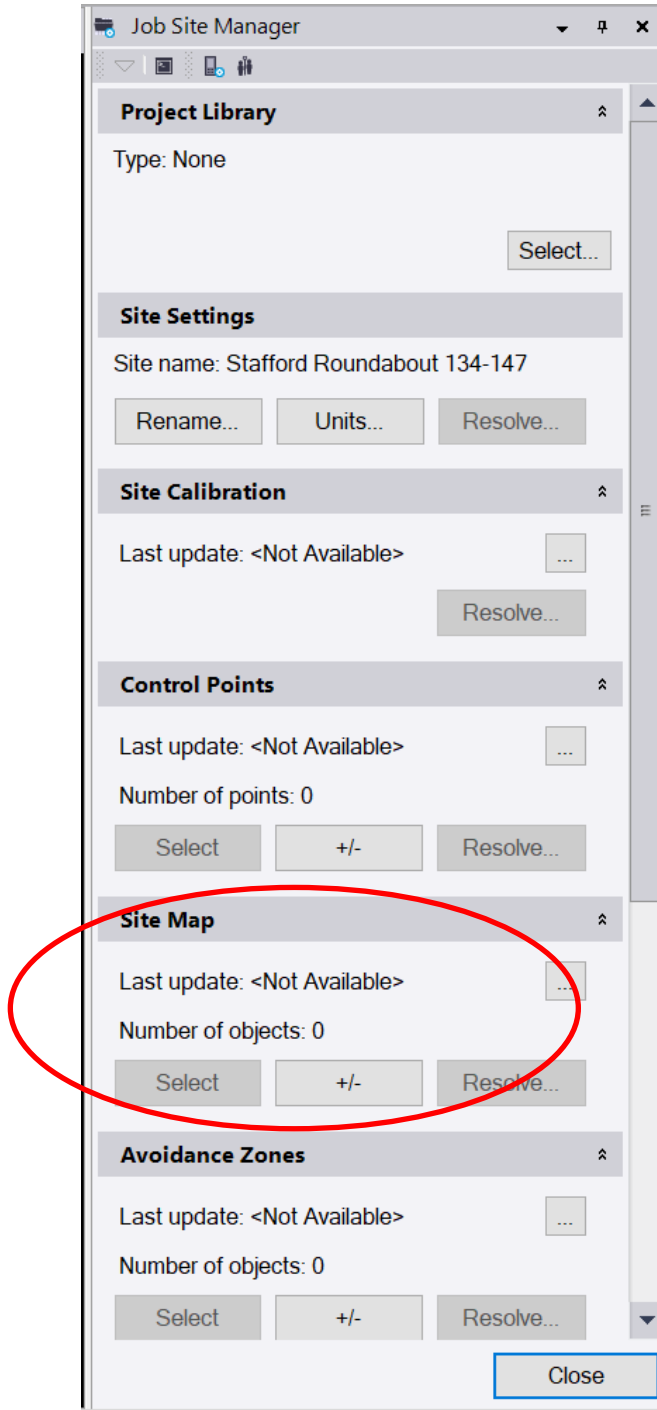 Job Site Manager
Project Library
Type: None
Select...
Site Settings
Site name: Stafford Roundabout 134-147
Rename... Units... Resolve...
Site Calibration
Last update: <Not Available> ...
Resolve...
Control Points
Last update: <Not Available> ...
Number of points: 0
Select +/- Resolve...
Site Map
Last update: <Not Available> ...
Number of objects: 0
Select +/- Resolve...
Avoidance Zones
Last update: <Not Available> ...
Number of objects: 0
Select +/- Resolve...
Close